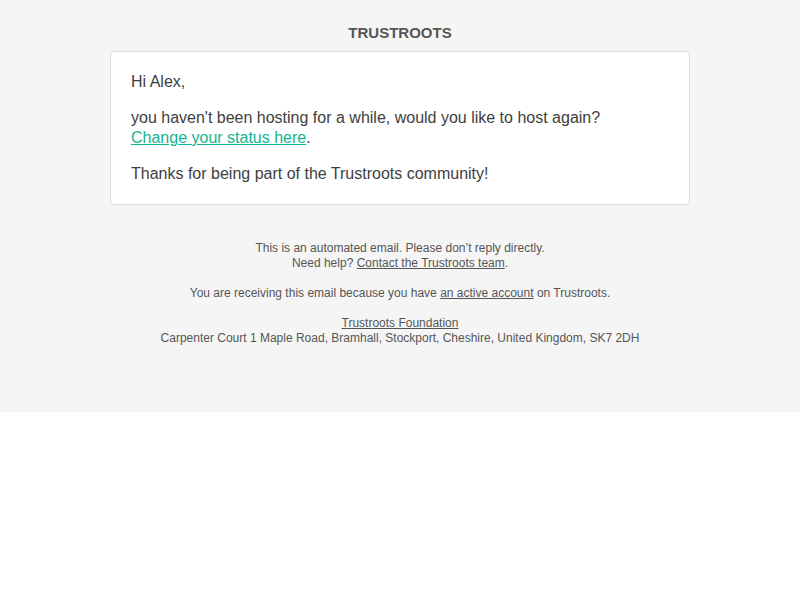 TRUSTROOTS
Hi Alex,
you haven't been hosting for a while, would you like to host again?
Change your status here.
Thanks for being part of the Trustroots community!
This is an automated email. Please don’t reply directly.
Need help? Contact the Trustroots team.
You are receiving this email because you have an active account on Trustroots.
Trustroots Foundation
Carpenter Court 1 Maple Road, Bramhall, Stockport, Cheshire, United Kingdom, SK7 2DH